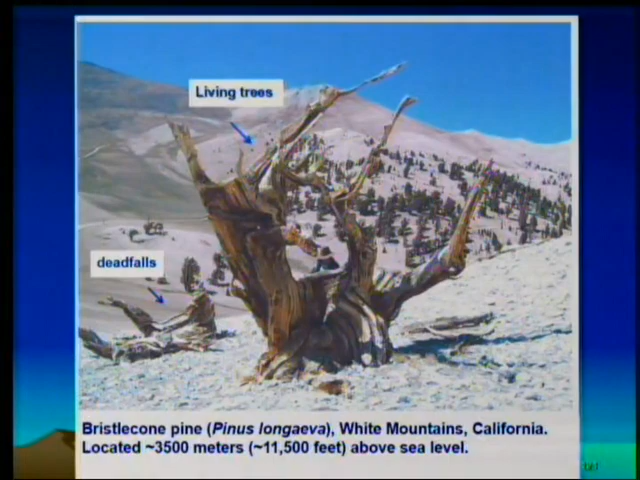 Living trees
deadfalls
Bristlecone pine (Pinus longaeva), White Mountains, California.
Located ~3500 meters (~11,500 feet) above sea level.